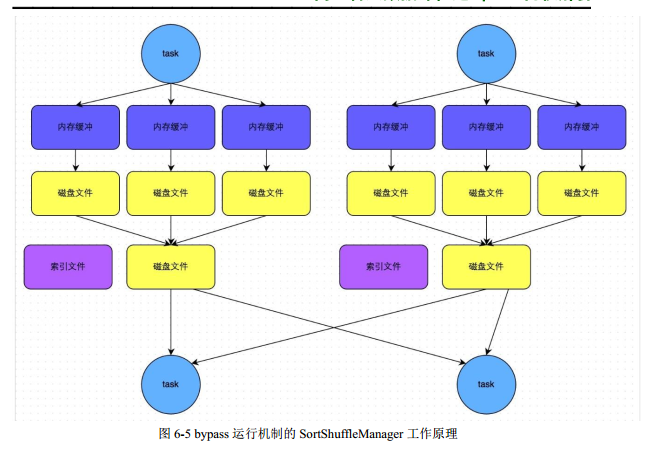 task task
内存缓冲 内存缓冲 内存缓冲 内存缓冲 内存缓冲 内存缓冲
磁盘文件 磁盘文件 磁盘文件 磁盘文件 磁盘文件 磁盘文件
索引文件 磁盘文件 索引文件 磁盘文件
task task
图 6-5 bypass 运行机制的 SortShuffleManager 工作原理